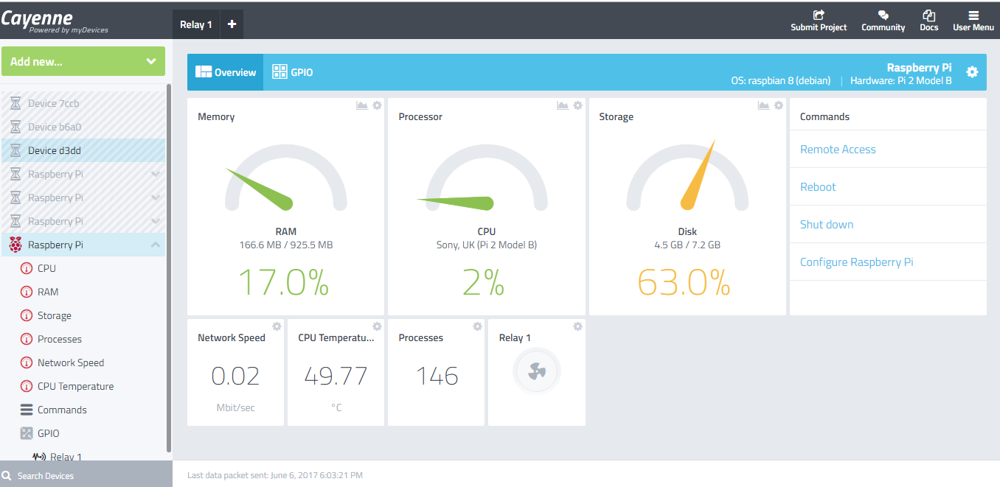 Cayenne
Powered by myDevices
Relay 1
+
Submit Project
Community
Docs
User Menu
Add new...
Device 7ccb
Device b6a0
Device d3dd
Raspberry Pi
Raspberry Pi
Raspberry Pi
Raspberry Pi
CPU
RAM
Storage
Processes
Network Speed
CPU Temperature
Commands
GPIO
Relay 1
Search Devices
Overview
GPIO
Raspberry Pi
OS: raspbian 8 (debian) | Hardware: Pi 2 Model B
Memory
RAM
166.6 MB / 925.5 MB
17.0%
Processor
CPU
Sony, UK (Pi 2 Model B)
2%
Storage
Disk
4.5 GB / 7.2 GB
63.0%
Commands
Remote Access
Reboot
Shut down
Configure Raspberry Pi
Network Speed
0.02
Mbit/sec
CPU Temperatu...
49.77
°C
Processes
146
Relay 1
Last data packet sent: June 6, 2017 6:03:21 PM